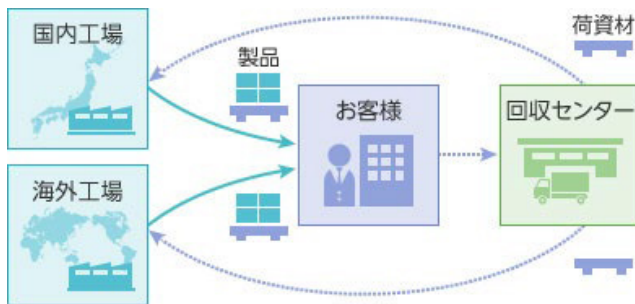 国内工場
製品
荷資材
お客様
回収センター
海外工場